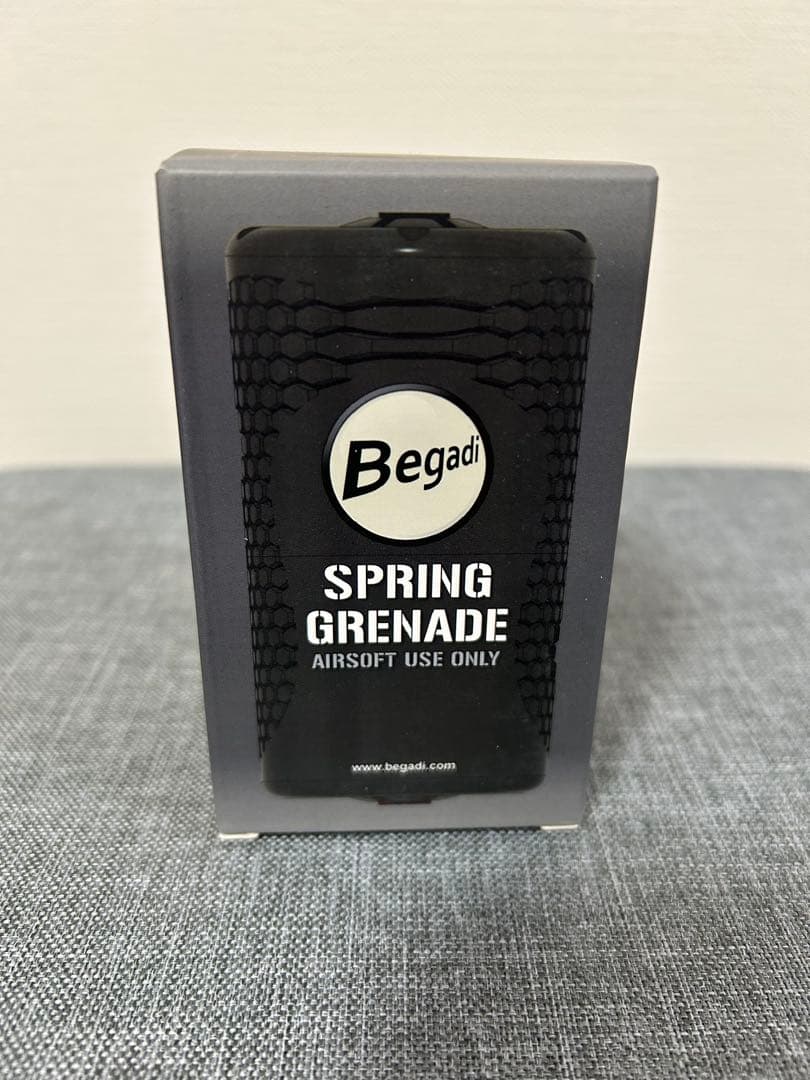 Begadi
SPRING
GRENADE
AIRSOFT USE ONLY
www.begadi.com